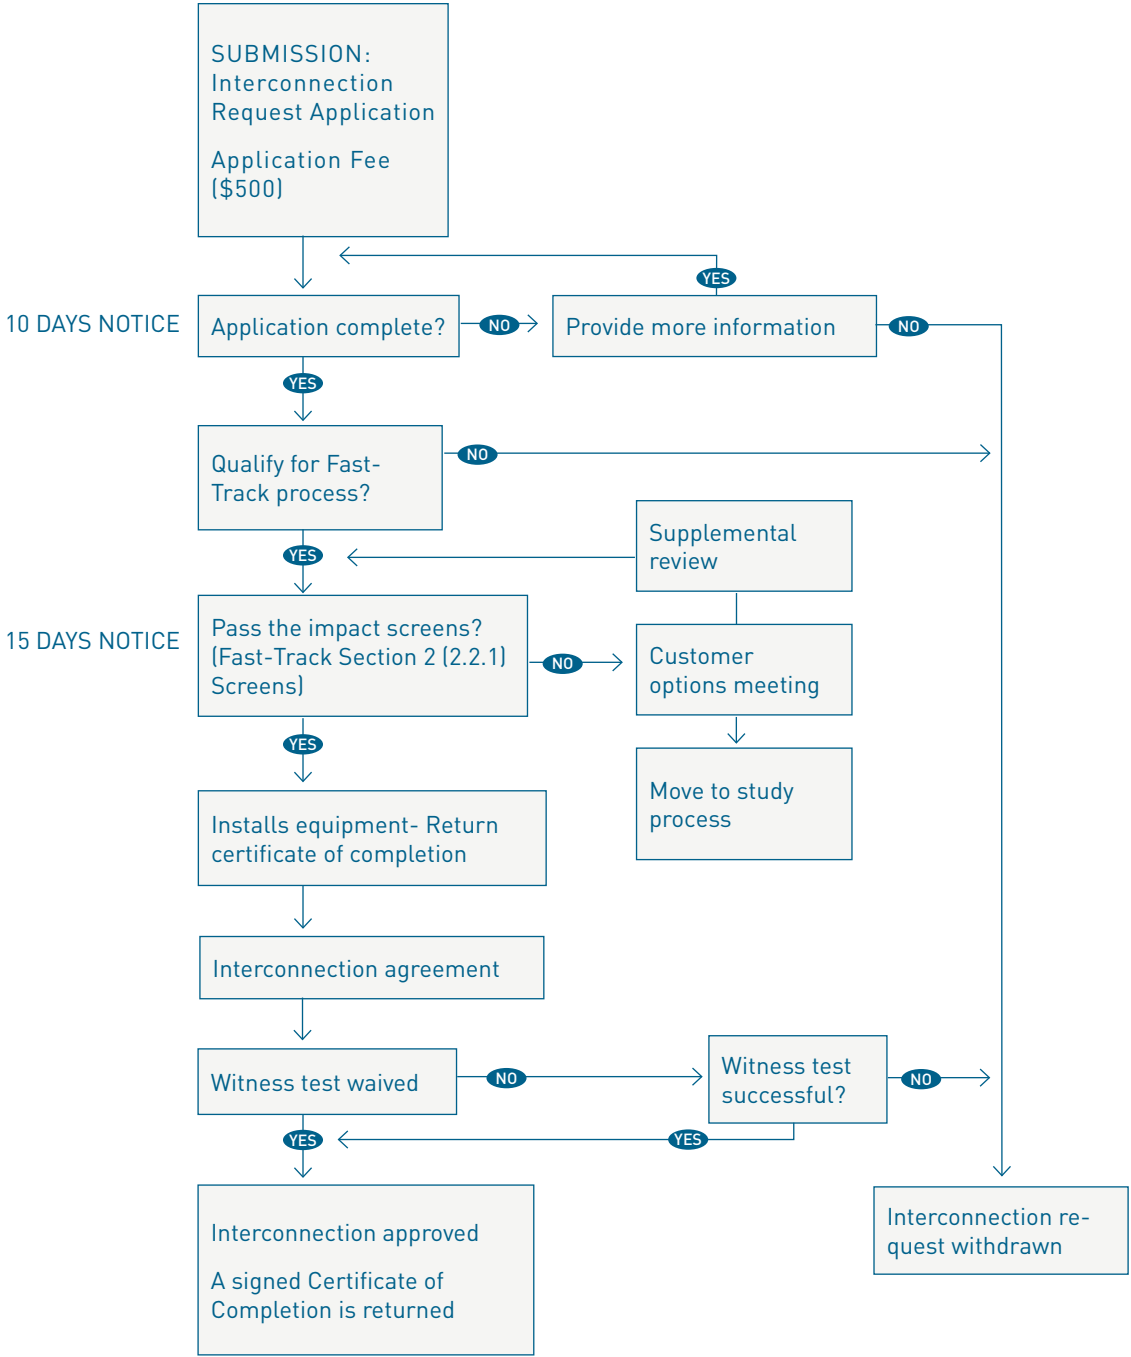 SUBMISSION:
Interconnection
Request Application
Application Fee
($500)
YES
10 DAYS NOTICE
Application complete?
NO
Provide more information
NO
YES
Qualify for Fast-
Track process?
NO
YES
Supplemental
review
15 DAYS NOTICE
Pass the impact screens?
(Fast-Track Section 2 (2.2.1)
Screens)
NO
Customer
options meeting
YES
Move to study
process
Installs equipment- Return
certificate of completion
Interconnection agreement
Witness test waived
NO
Witness test
successful?
NO
YES
YES
Interconnection approved
A signed Certificate of
Completion is returned
Interconnection re-
quest withdrawn